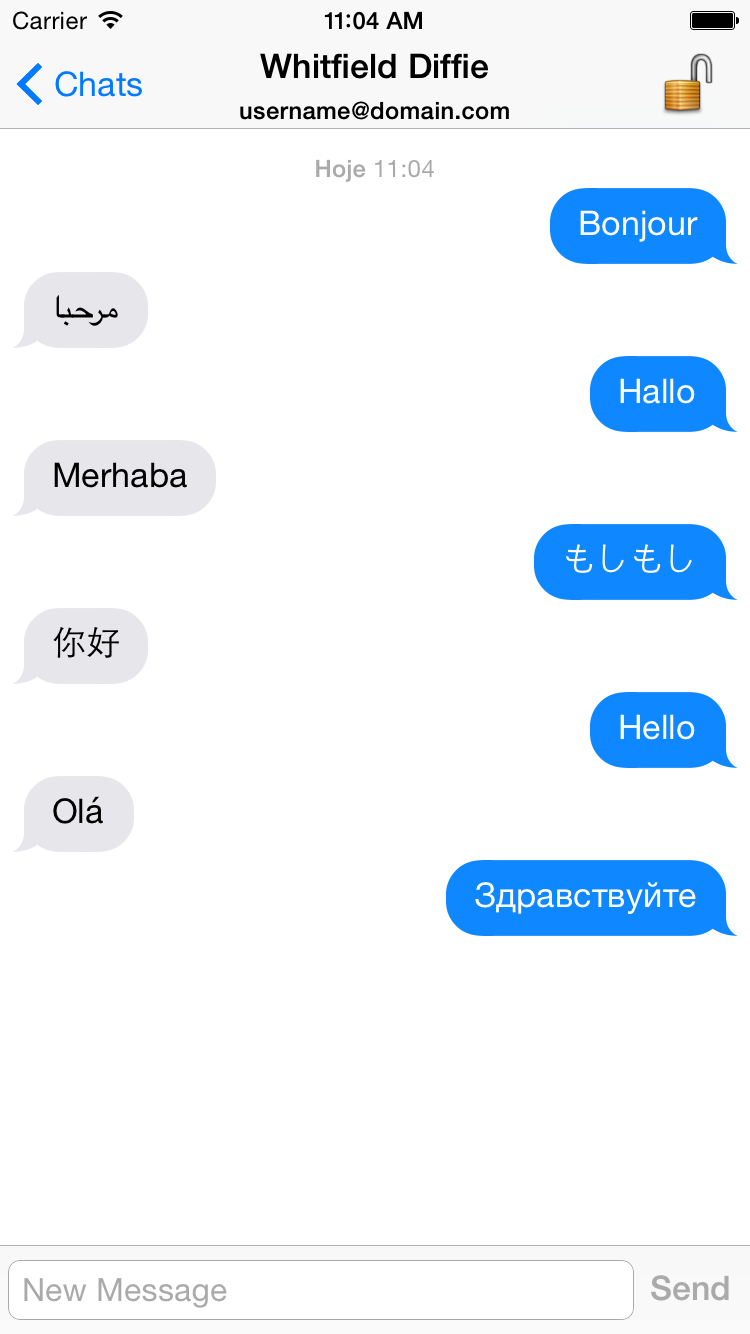 Carrier 11:04 AM
Chats
Whitfield Diffie
username@domain.com
Hoje 11:04
Bonjour
مرحبا
Hallo
Merhaba
もしもし
你好
Hello
Olá
Здравствуйте
New Message
Send